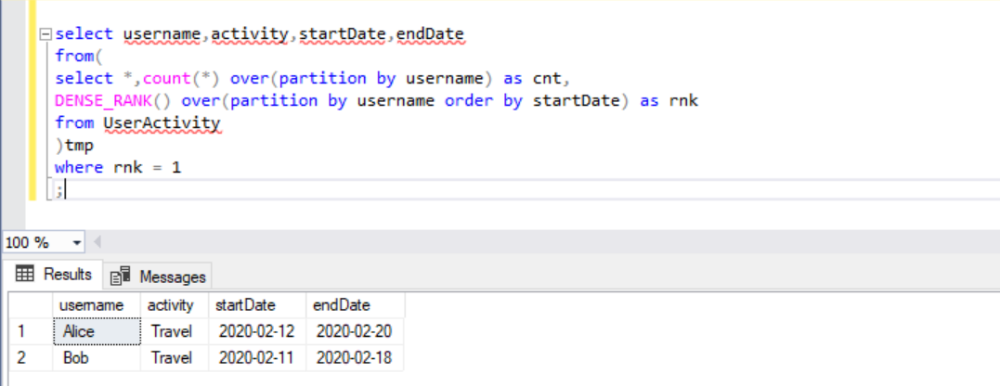 select username,activity,startDate,endDate
from(
select *,count(*) over(partition by username) as cnt,
DENSE_RANK() over(partition by username order by startDate) as rnk
from UserActivity
)tmp
where rnk = 1
;
100 %
Results Messages
username activity startDate endDate
1 Alice Travel 2020-02-12 2020-02-20
2 Bob Travel 2020-02-11 2020-02-18